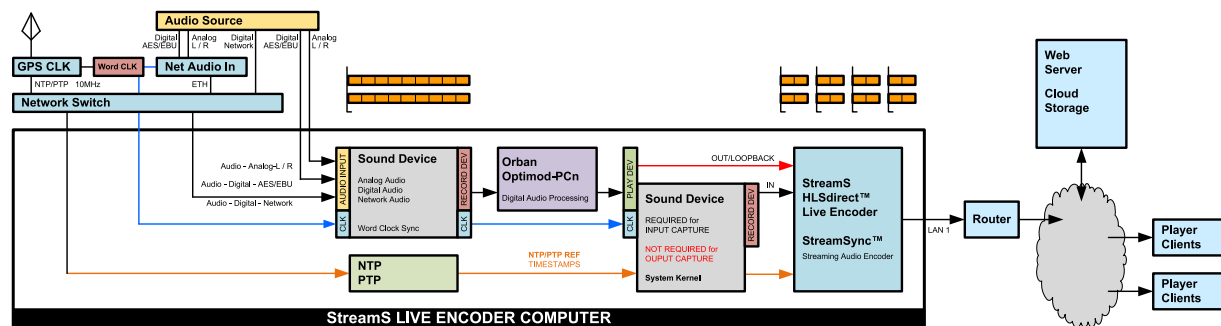 Audio Source
Digital
AES/EBU
Analog
L / R
Digital
Network
Digital
AES/EBU
Analog
L / R
GPS CLK
Word CLK
Net Audio In
NTP/PTP
10MHz
ETH
Network Switch
Web
Server
Cloud
Storage
Audio - Analog-L / R
Audio - Digital - AES/EBU
Audio - Digital - Network
AUDIO INPUT
CLK
Sound Device
Analog Audio
Digital Audio
Network Audio
Word Clock Sync
RECORD DEV
CLK
Orban
Optimod-PCn
Digital Audio Processing
PLAY DEV
CLK
OUT/LOOPBACK
Sound Device
REQUIRED for
INPUT CAPTURE
NOT REQUIRED for
OUPUT CAPTURE
System Kernel
RECORD DEV
IN
StreamS
HLSdirect™
Live Encoder
StreamSync™
Streaming Audio Encoder
LAN 1
Router
Player
Clients
Player
Clients
NTP
PTP
NTP/PTP REF
TIMESTAMPS
StreamS LIVE ENCODER COMPUTER